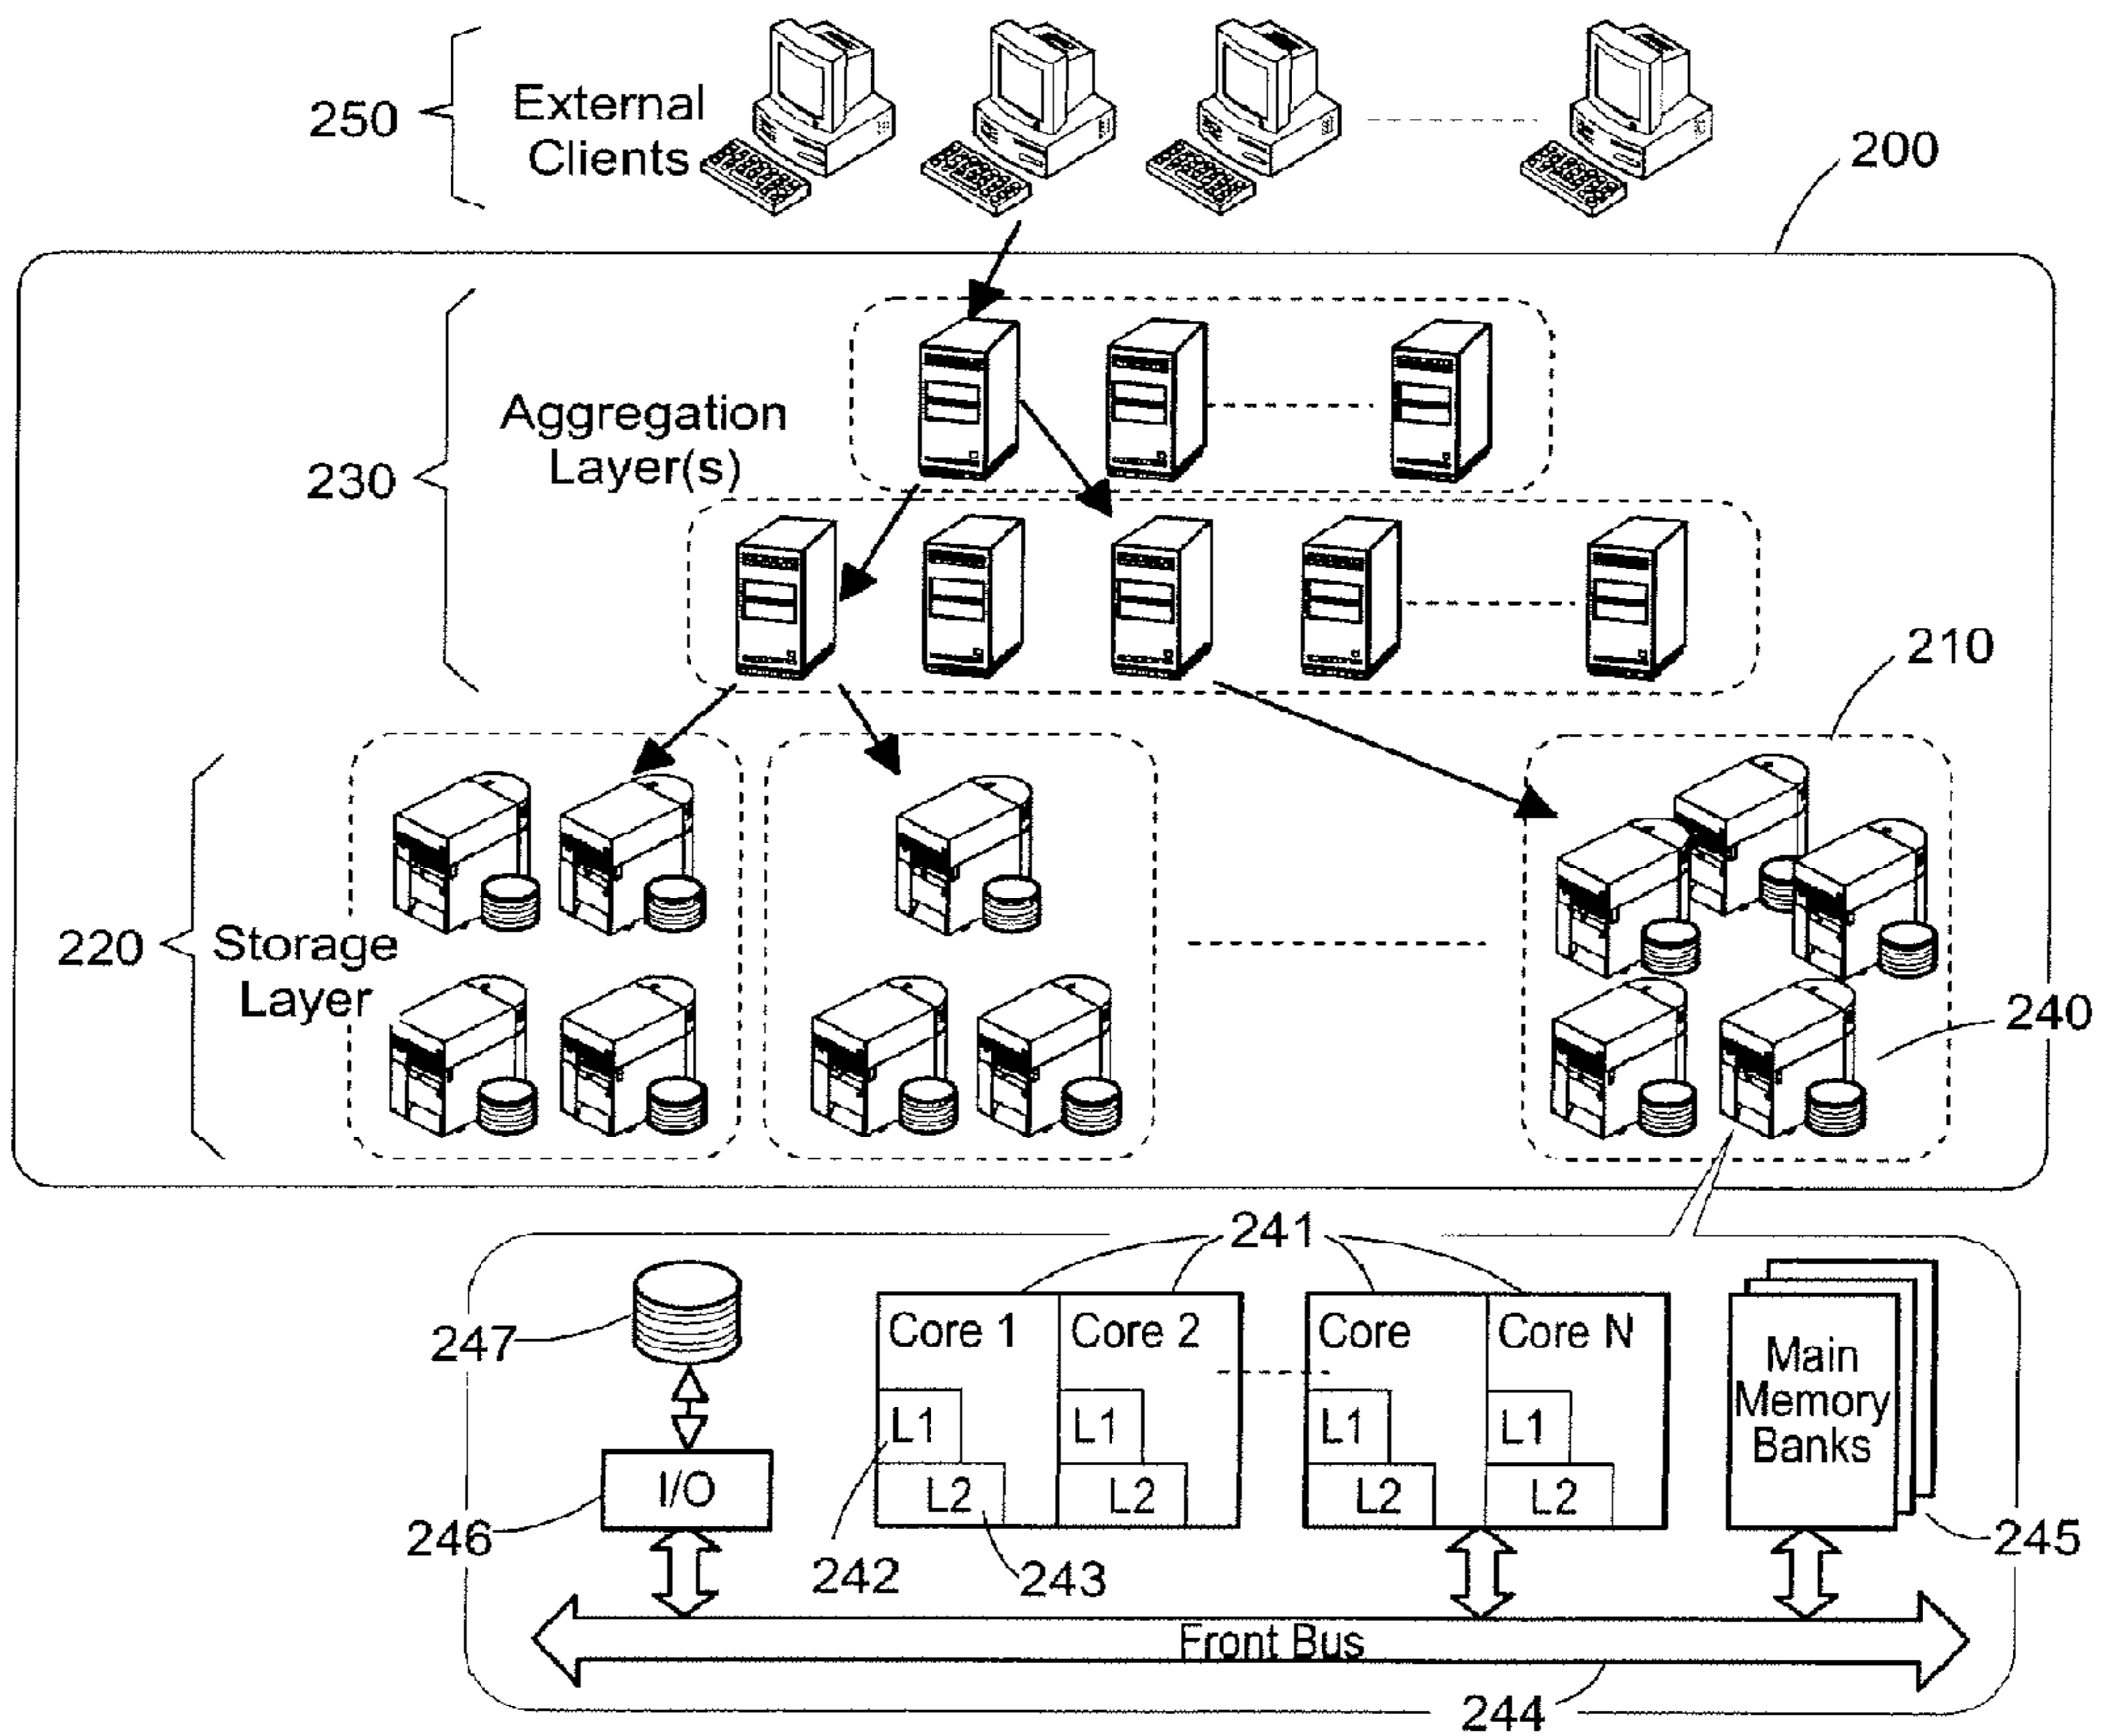 250
External
Clients
200
Aggregation
Layer(s)
230
210
220
Storage
Layer
240
241
247
Core 1
Core 2
Core
Core N
Main
Memory
Banks
L1
L1
L1
L1
I/O
L2
L2
L2
L2
246
242
243
245
Front Bus
244